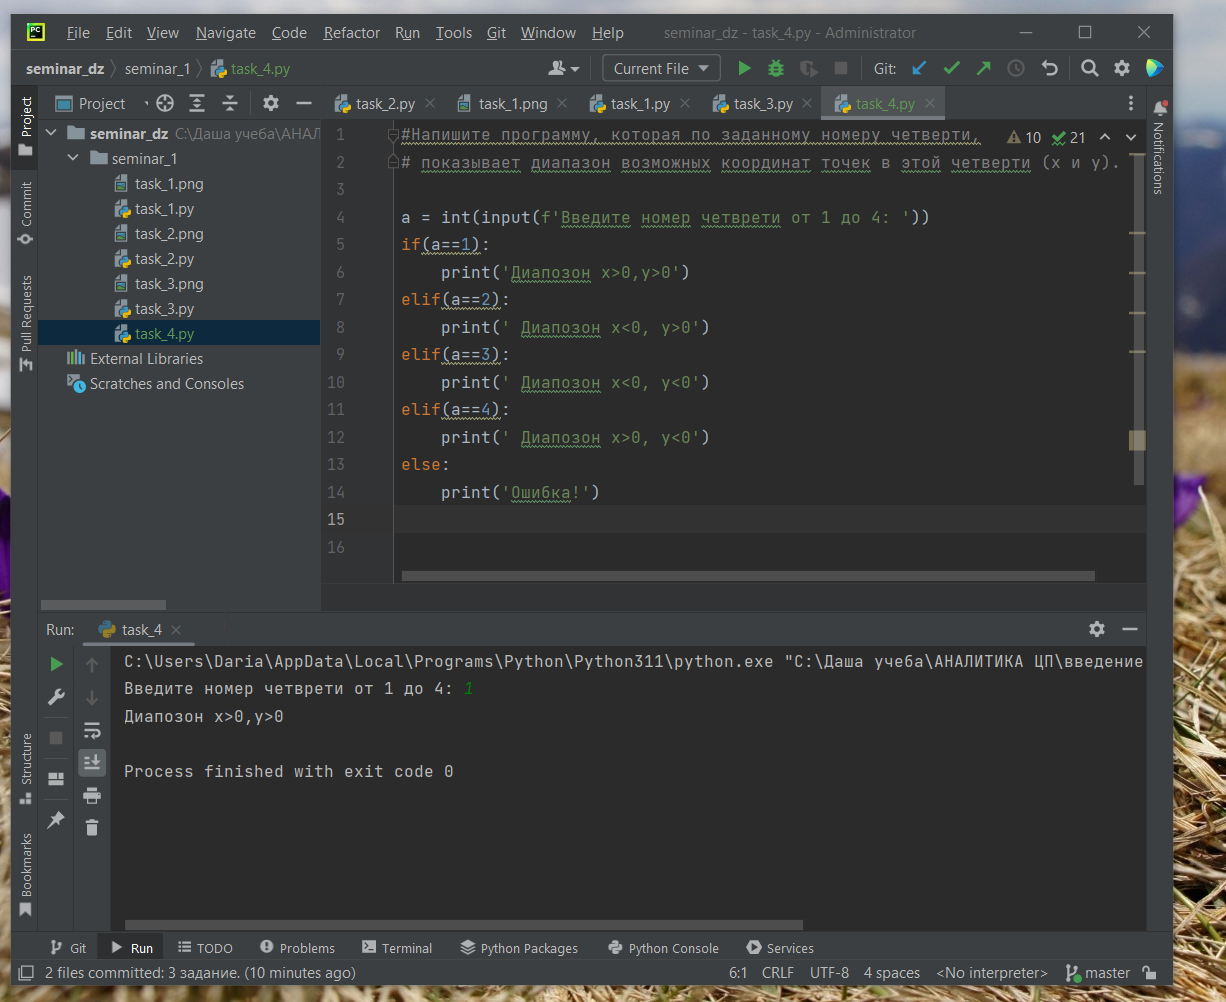 PC File Edit View Navigate Code Refactor Run Tools Git Window Help seminar_dz - task_4.py - Administrator
seminar_dz seminar_1 task_4.py Current File Git:
Project task_2.py task_1.png task_1.py task_3.py task_4.py
Project
Commit
Pull Requests
Structure
Bookmarks
Notifications
seminar_dz C:\Даша учеба\АНАЛ
seminar_1
task_1.png
task_1.py
task_2.png
task_2.py
task_3.png
task_3.py
task_4.py
External Libraries
Scratches and Consoles
10 21
1 #Напишите программу, которая по заданному номеру четверти,
2 # показывает диапазон возможных координат точек в этой четверти (x и y).
3
4 a = int(input(f'Введите номер четврети от 1 до 4: '))
5 if(a==1):
6 print('Диапозон x>0,y>0')
7 elif(a==2):
8 print(' Диапозон x<0, y>0')
9 elif(a==3):
10 print(' Диапозон x<0, y<0')
11 elif(a==4):
12 print(' Диапозон x>0, y<0')
13 else:
14 print('Ошибка!')
15
16
Run: task_4
C:\Users\Daria\AppData\Local\Programs\Python\Python311\python.exe "C:\Даша учеба\АНАЛИТИКА ЦП\введение
Введите номер четврети от 1 до 4: 1
Диапозон x>0,y>0
Process finished with exit code 0
Git Run TODO Problems Terminal Python Packages Python Console Services
2 files committed: 3 задание. (10 minutes ago) 6:1 CRLF UTF-8 4 spaces <No interpreter> master